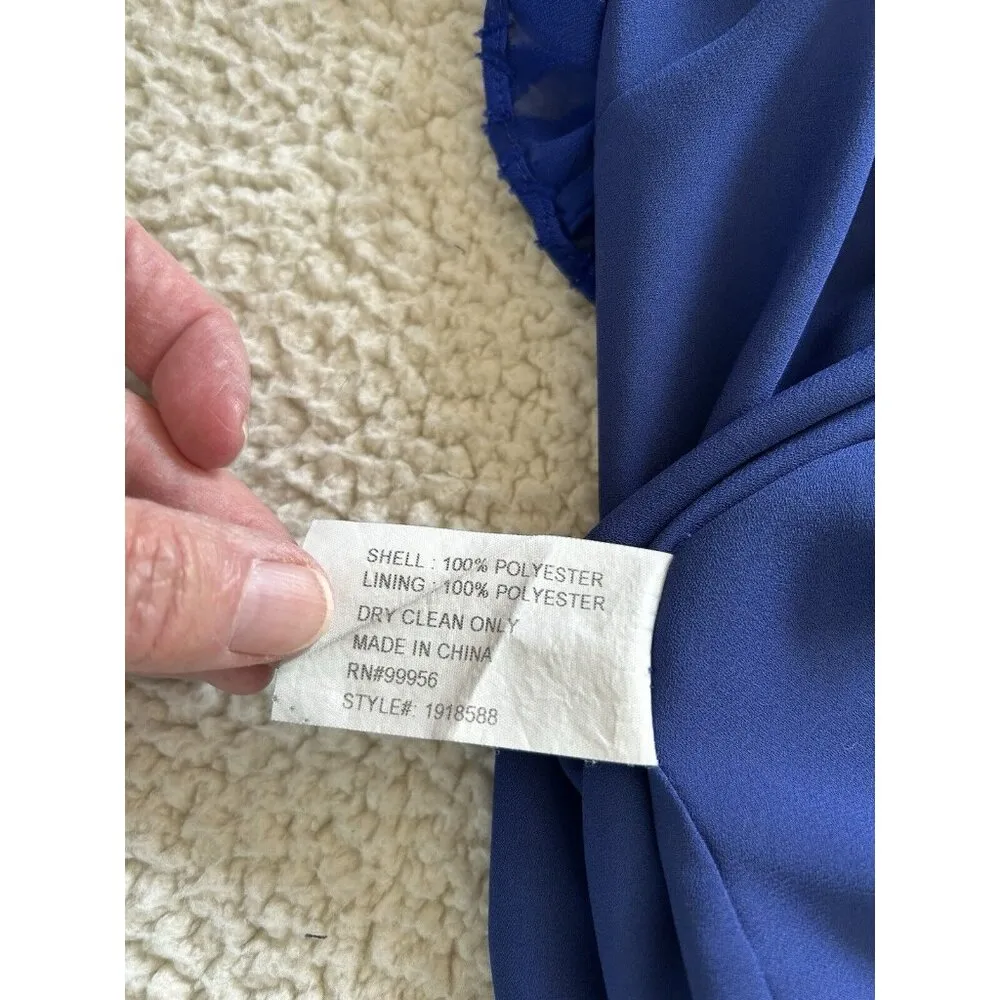 SHELL : 100% POLYESTER
LINING : 100% POLYESTER
DRY CLEAN ONLY
MADE IN CHINA
RN#99956
STYLE#: 1918588